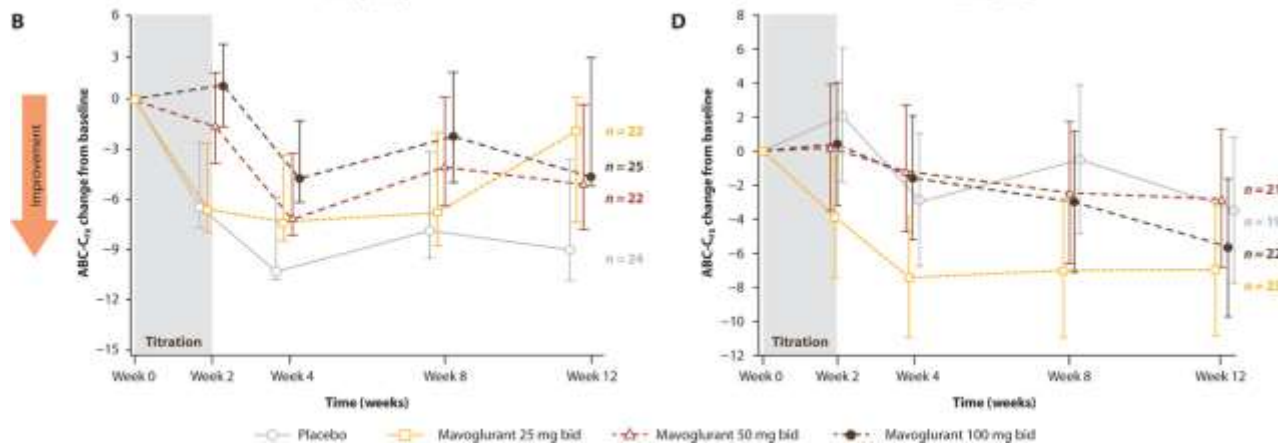 B
6
3
0
−3
−6
−9
−12
−15
ABC-C change from baseline
Improvement
Titration
Week 0 Week 2 Week 4 Week 8 Week 12
Time (weeks)
n = 23
n = 25
n = 22
n = 24
D
8
6
4
2
0
−2
−4
−6
−8
−10
−12
ABC-C change from baseline
Titration
Week 0 Week 2 Week 4 Week 8 Week 12
Time (weeks)
n = 21
n = 22
Placebo Mavoglurant 25 mg bid Mavoglurant 50 mg bid Mavoglurant 100 mg bid